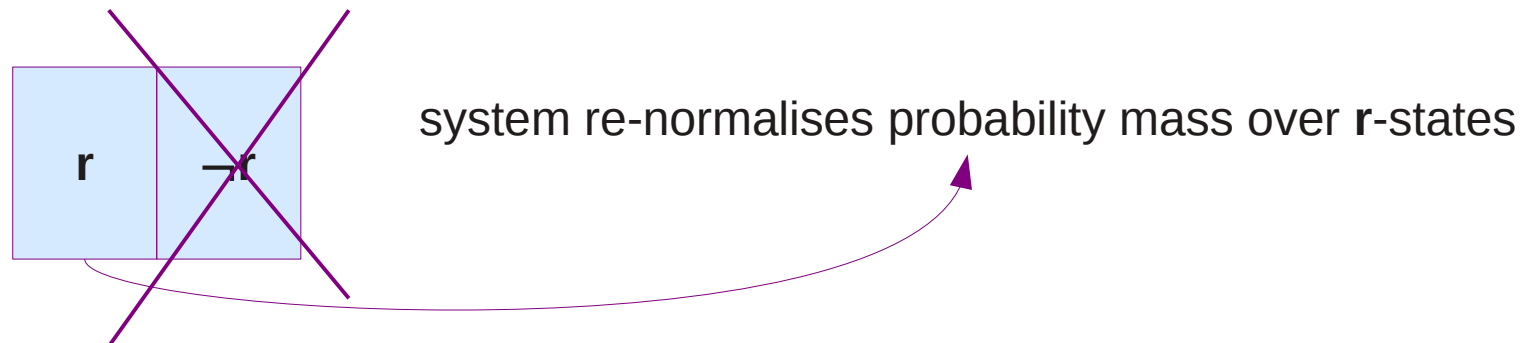 system re-normalises probability mass over r-states
r ¬r